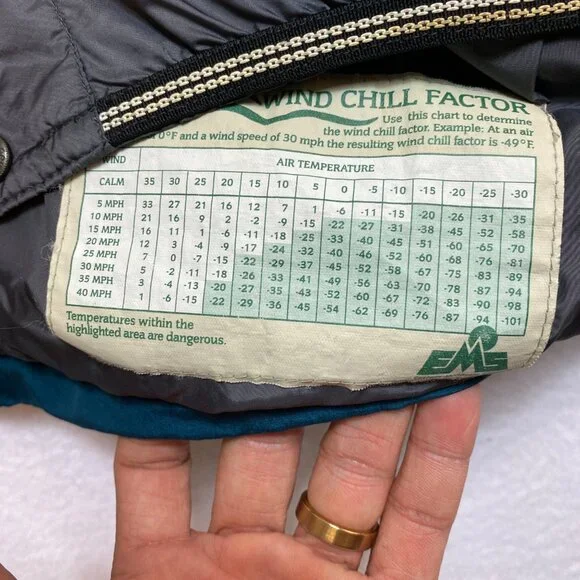 WIND CHILL FACTOR
Use this chart to determine
the wind chill factor. Example: At an air
0°F and a wind speed of 30 mph the resulting wind chill factor is -49°F.
WIND AIR TEMPERATURE
CALM 35 30 25 20 15 10 5 0 -5 -10 -15 -20 -25 -30
5 MPH 33 27 21 16 12 7 1 -6 -11 -15 -20 -26 -31 -35
10 MPH 21 16 9 2 -2 -9 -15 -22 -27 -31 -38 -45 -52 -58
15 MPH 16 11 1 -6 -11 -18 -25 -33 -40 -45 -51 -60 -65 -70
20 MPH 12 3 -4 -9 -17 -24 -32 -40 -46 -52 -60 -68 -76 -81
25 MPH 7 0 -7 -15 -22 -29 -37 -45 -52 -58 -67 -75 -83 -89
30 MPH 5 -2 -11 -18 -26 -33 -41 -49 -56 -63 -70 -78 -87 -94
35 MPH 3 -4 -13 -20 -27 -35 -43 -52 -60 -67 -72 -83 -90 -98
40 MPH 1 -6 -15 -22 -29 -36 -45 -54 -62 -69 -76 -87 -94 -101
Temperatures within the
highlighted area are dangerous.
EMS